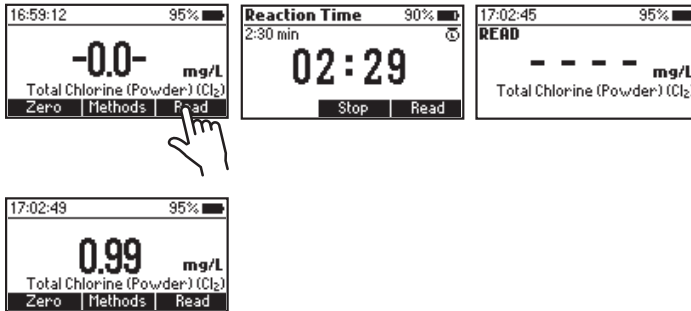 16:59:12 95%
-0.0- mg/L
Total Chlorine (Powder) (Cl₂)
Zero Methods Read
Reaction Time 90%
2:30 min
02:29
Stop Read
17:02:45 95%
READ
- - - - mg/L
Total Chlorine (Powder) (Cl₂)
17:02:49 95%
0.99 mg/L
Total Chlorine (Powder) (Cl₂)
Zero Methods Read